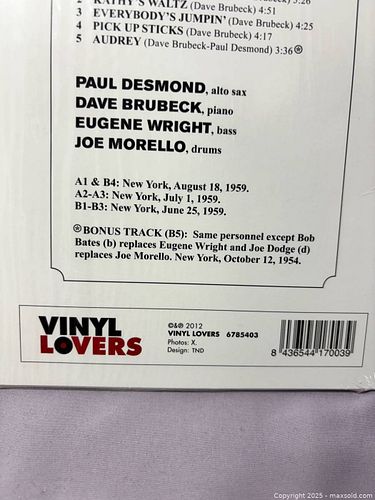 2 KATHY'S WALTZ (Dave Brubeck) 4:51
3 EVERYBODY'S JUMPIN' (Dave Brubeck) 4:25
4 PICK UP STICKS (Dave Brubeck) 4:17
5 AUDREY (Dave Brubeck-Paul Desmond) 3:36 ⊛
PAUL DESMOND, alto sax
DAVE BRUBECK, piano
EUGENE WRIGHT, bass
JOE MORELLO, drums
A1 & B4: New York, August 18, 1959.
A2-A3: New York, July 1, 1959.
B1-B3: New York, June 25, 1959.
⊛ BONUS TRACK (B5): Same personnel except Bob
Bates (b) replaces Eugene Wright and Joe Dodge (d)
replaces Joe Morello. New York, October 12, 1954.
VINYL
LOVERS
©&℗ 2012
VINYL LOVERS 6785403
Photos: X.
Design: TND
8 436544 170039
Copyright 2025 - maxsold.com